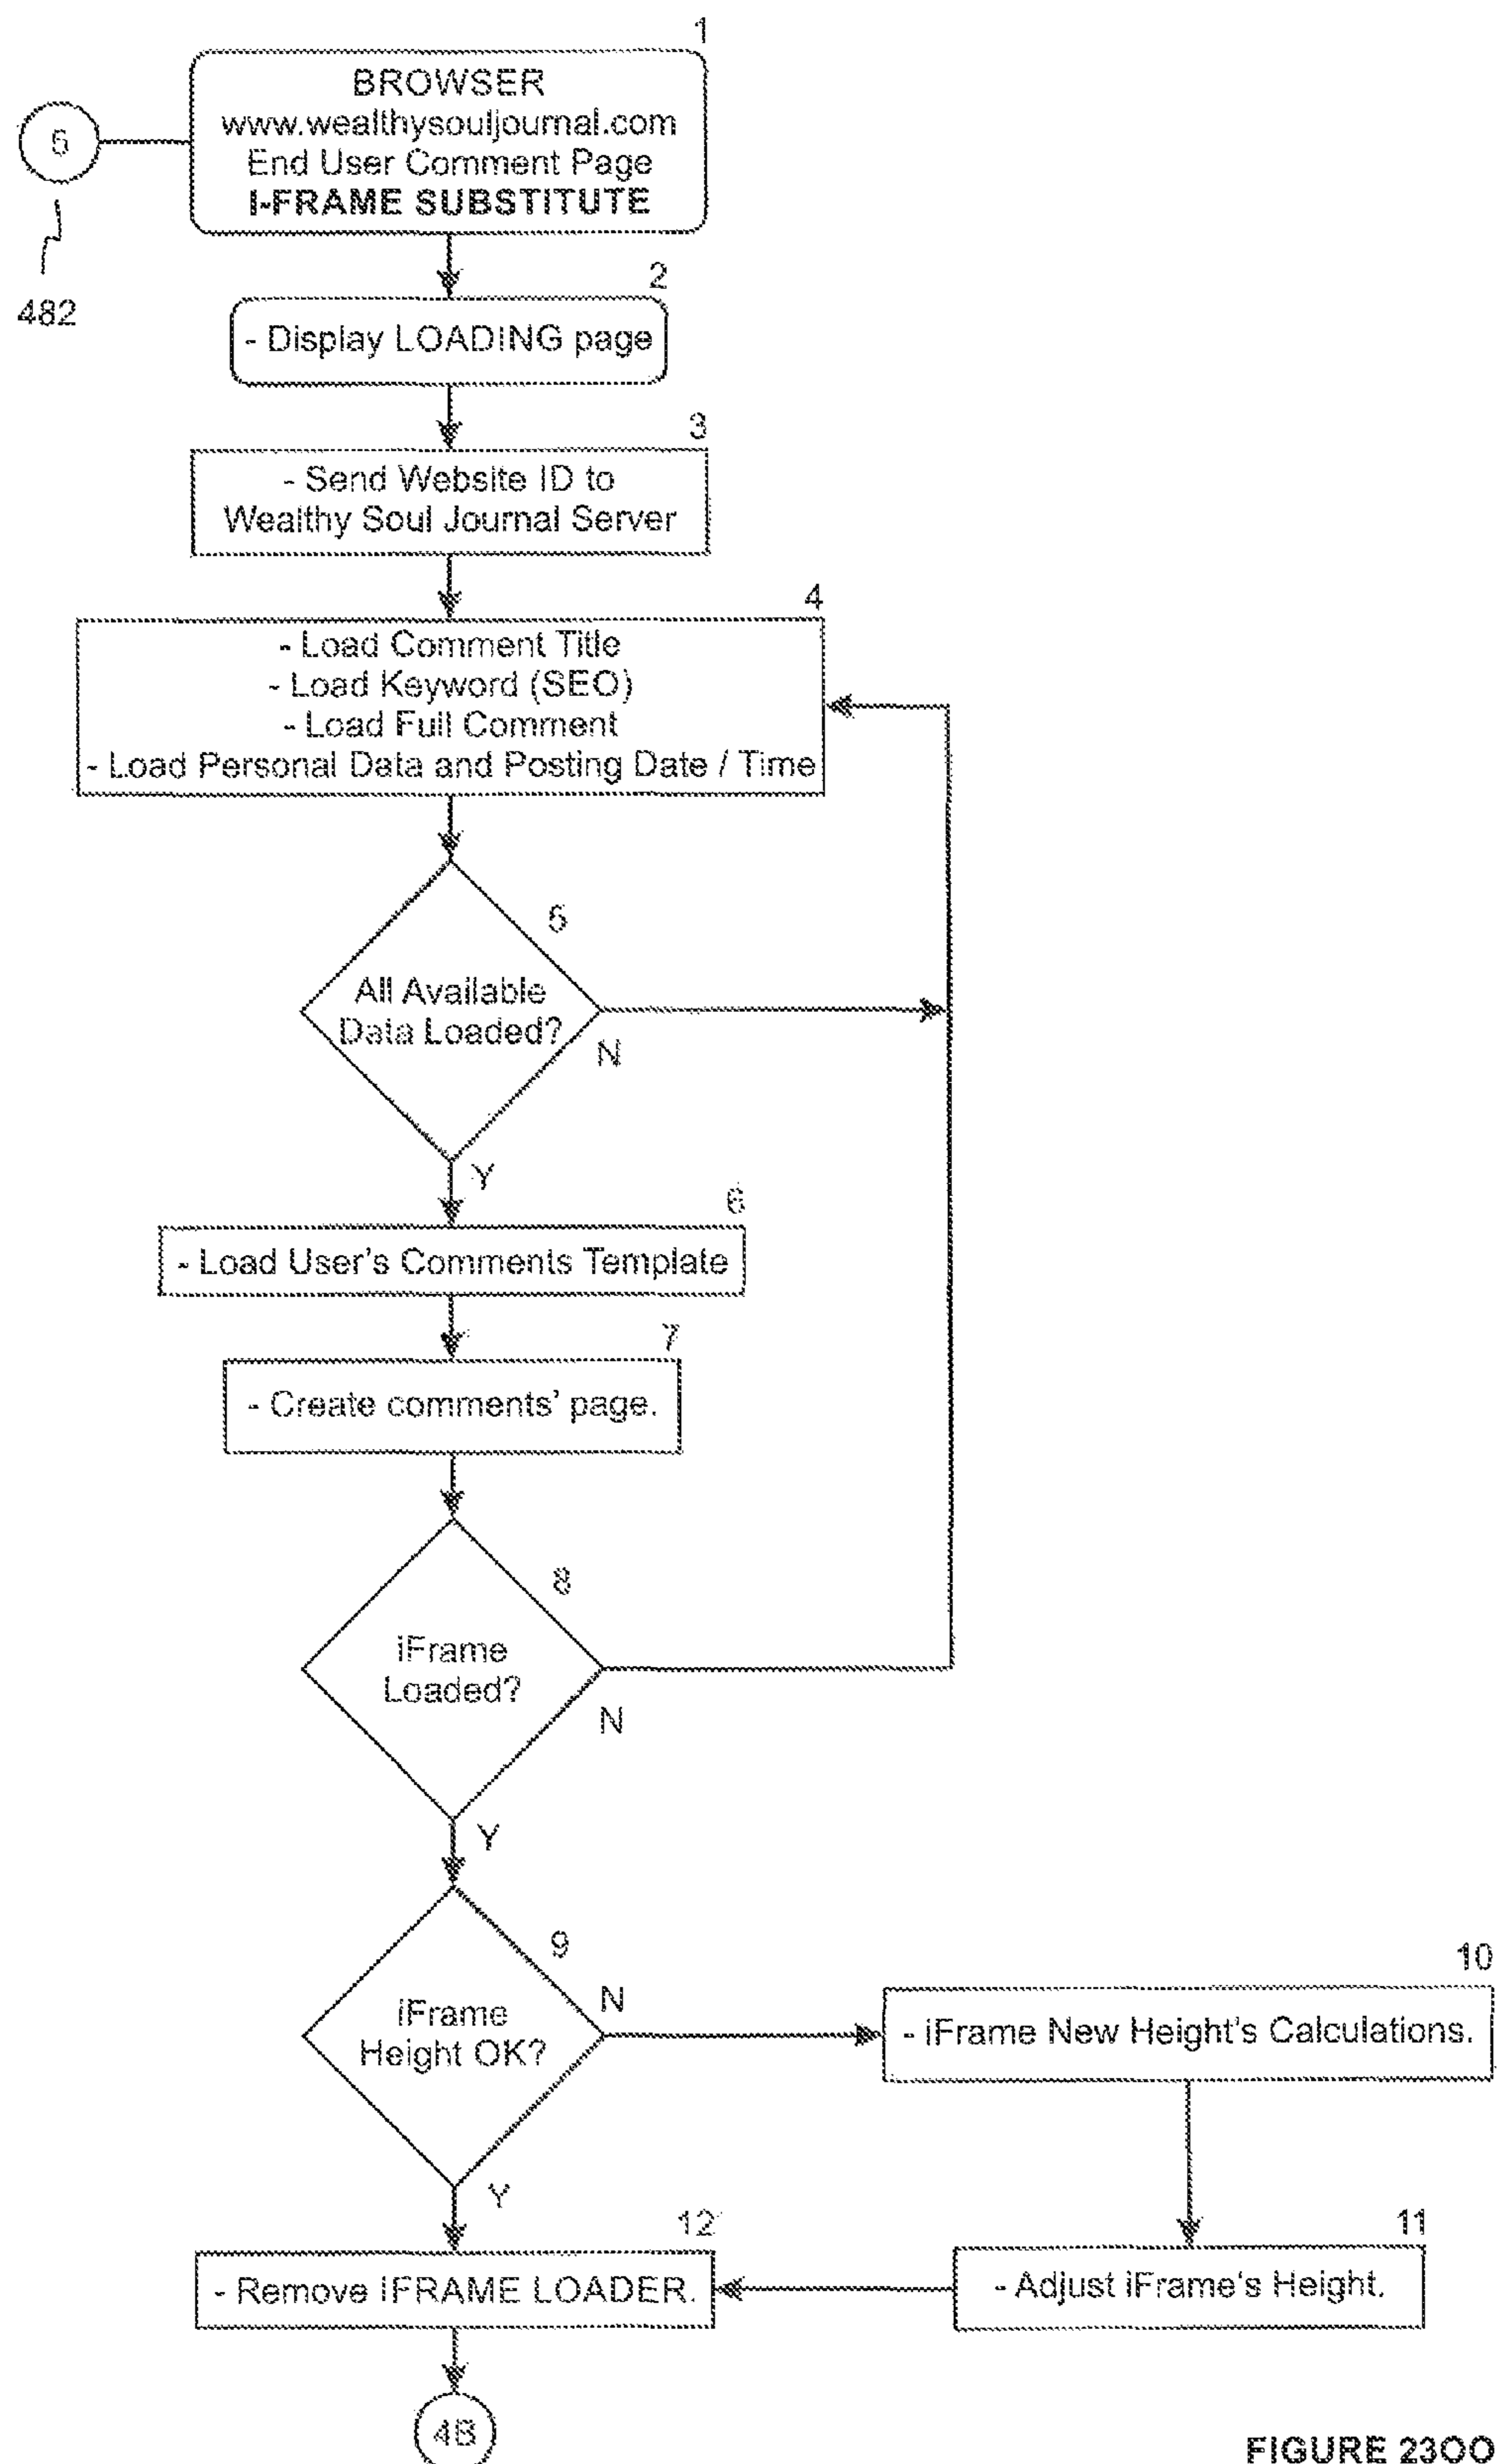 1
BROWSER
www.wealthysouljournal.com
End User Comment Page
I-FRAME SUBSTITUTE
482
2
- Display LOADING page
3
- Send Website ID to
Wealthy Soul Journal Server
4
- Load Comment Title
- Load Keyword (SEO)
- Load Full Comment
- Load Personal Data and Posting Date / Time
5
All Available
Data Loaded?
N
Y
6
- Load User's Comments Template
7
- Create comments' page.
8
iFrame
Loaded?
N
Y
9
iFrame
Height OK?
N
Y
10
- iFrame New Height's Calculations.
11
- Adjust iFrame's Height.
12
- Remove IFRAME LOADER.
4B
FIGURE 23OO